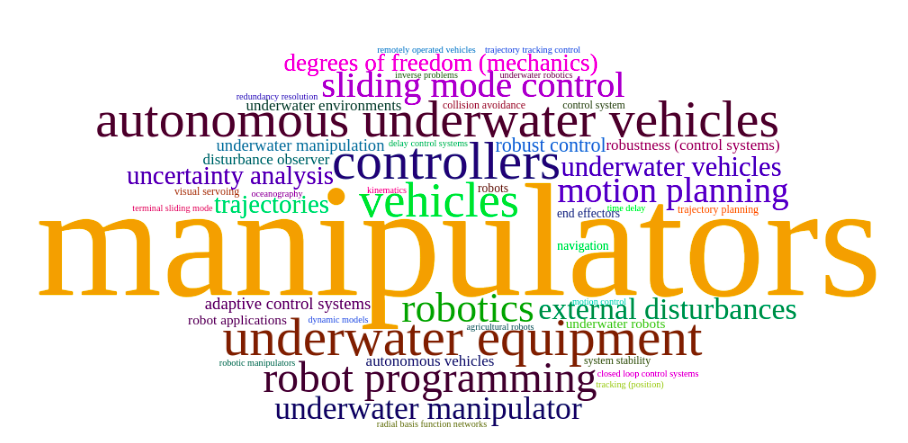 remotely operated vehicles
trajectory tracking control
degrees of freedom (mechanics)
inverse problems
underwater robotics
sliding mode control
redundancy resolution
underwater environments
collision avoidance
control system
autonomous underwater vehicles
underwater manipulation
delay control systems
robust control
robustness (control systems)
disturbance observer
controllers
underwater vehicles
uncertainty analysis
visual servoing
oceanography
kinematics
robots
motion planning
terminal sliding mode
trajectories
vehicles
end effectors
time delay
trajectory planning
manipulators
navigation
adaptive control systems
robotics
motion control
external disturbances
robot applications
dynamic models
agricultural robots
underwater robots
underwater equipment
robotic manipulators
autonomous vehicles
system stability
robot programming
closed loop control systems
tracking (position)
underwater manipulator
radial basis function networks